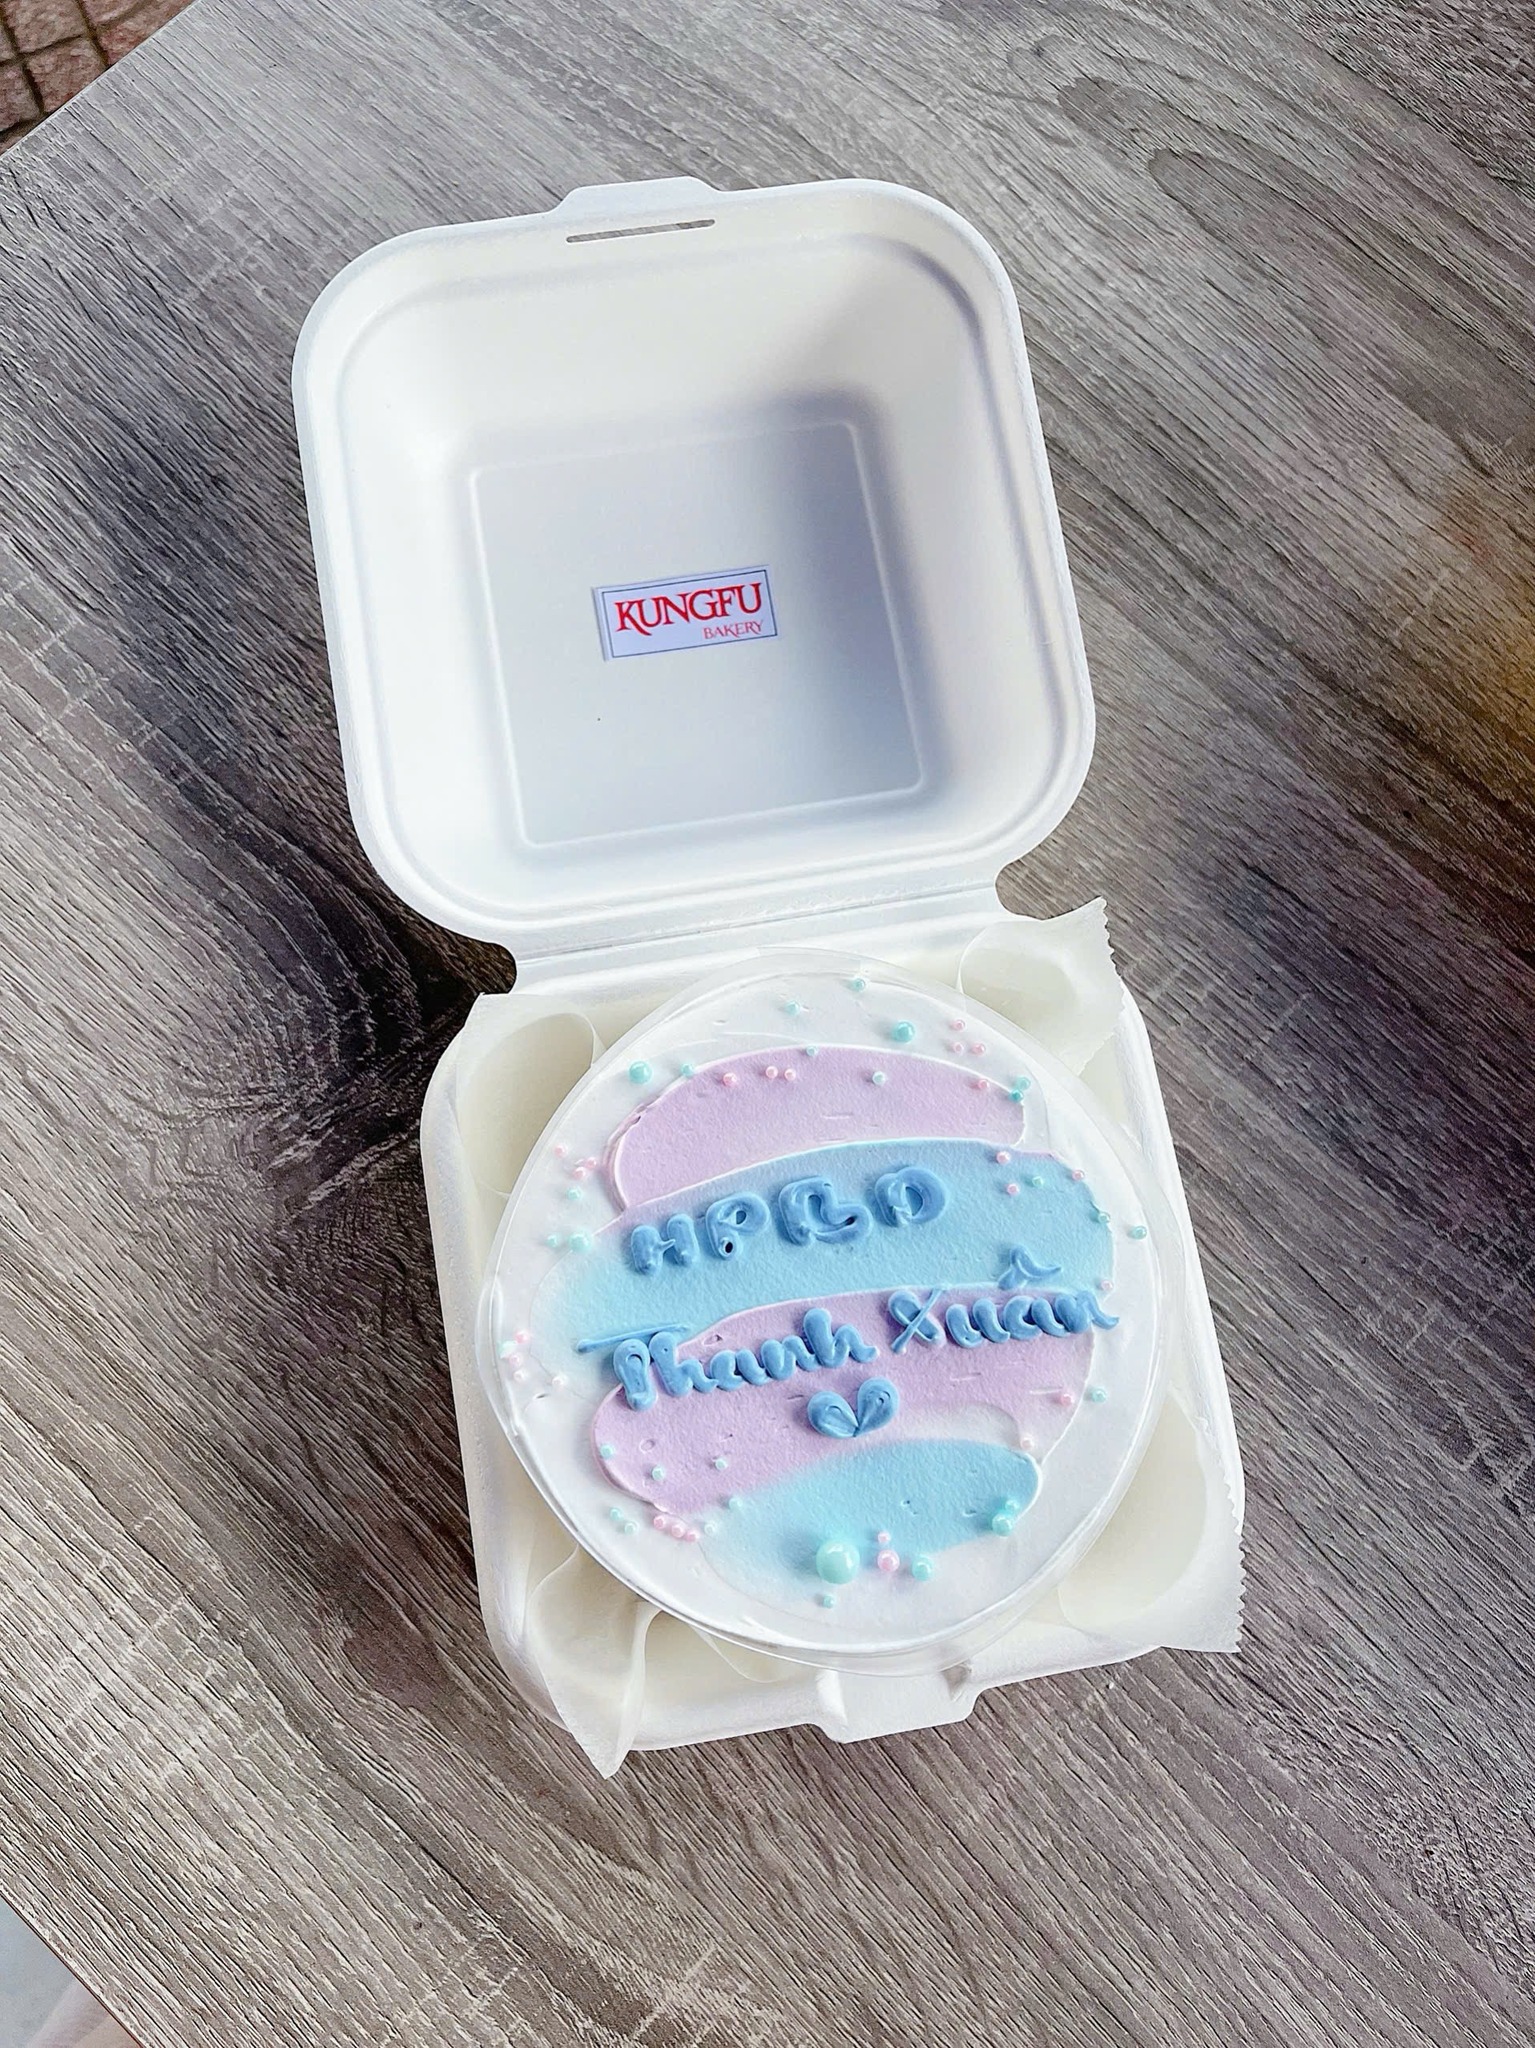 KUNGFU
BAKERY
HPBD
Thanh Xuân